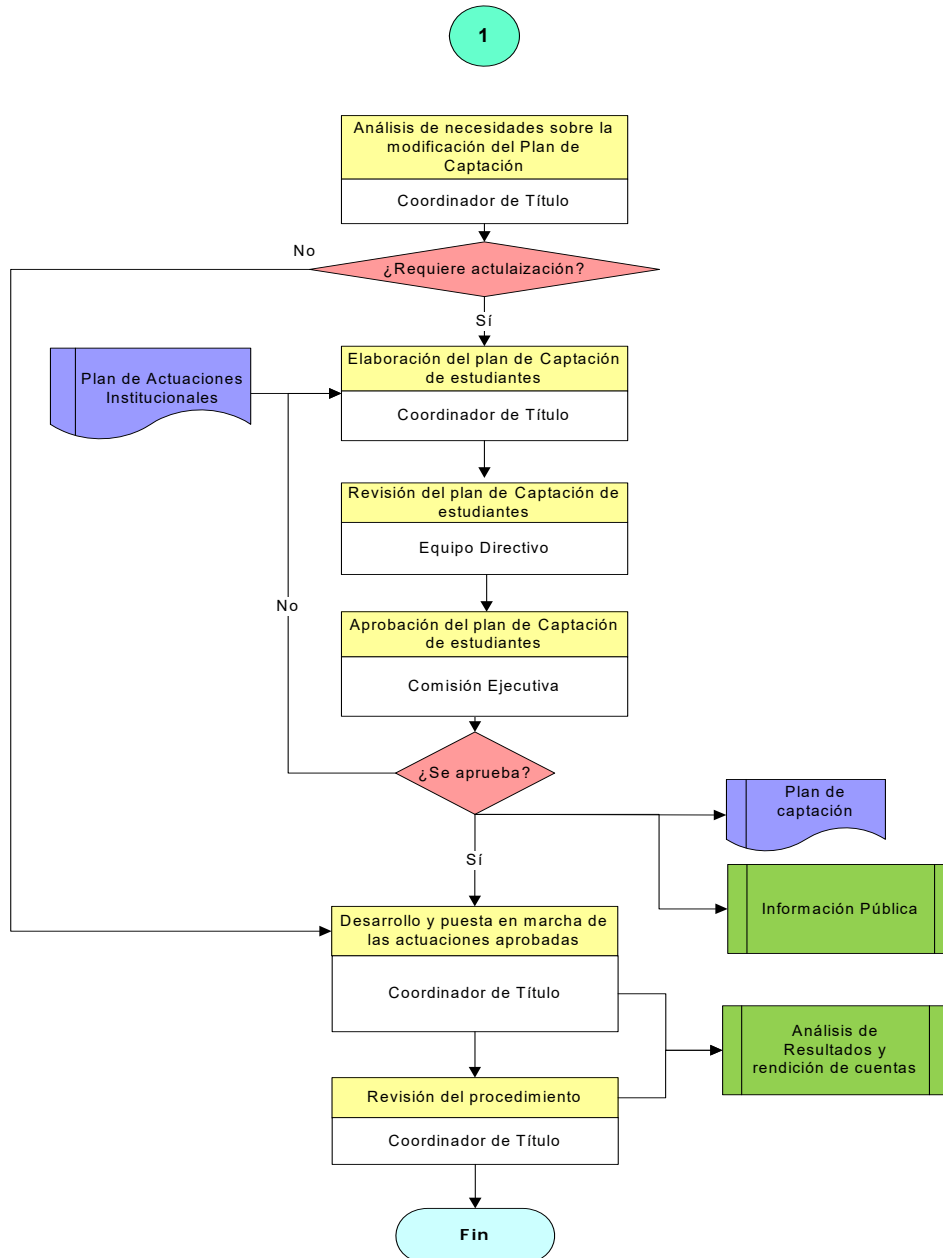 1
Análisis de necesidades sobre la
modificación del Plan de
Captación
Coordinador de Título
No
¿Requiere actulaización?
Sí
Plan de Actuaciones
Institucionales
Elaboración del plan de Captación
de estudiantes
Coordinador de Título
Revisión del plan de Captación de
estudiantes
Equipo Directivo
No
Aprobación del plan de Captación
de estudiantes
Comisión Ejecutiva
¿Se aprueba?
Plan de
captación
Sí
Información Pública
Desarrollo y puesta en marcha de
las actuaciones aprobadas
Coordinador de Título
Análisis de
Resultados y
rendición de cuentas
Revisión del procedimiento
Coordinador de Título
Fin